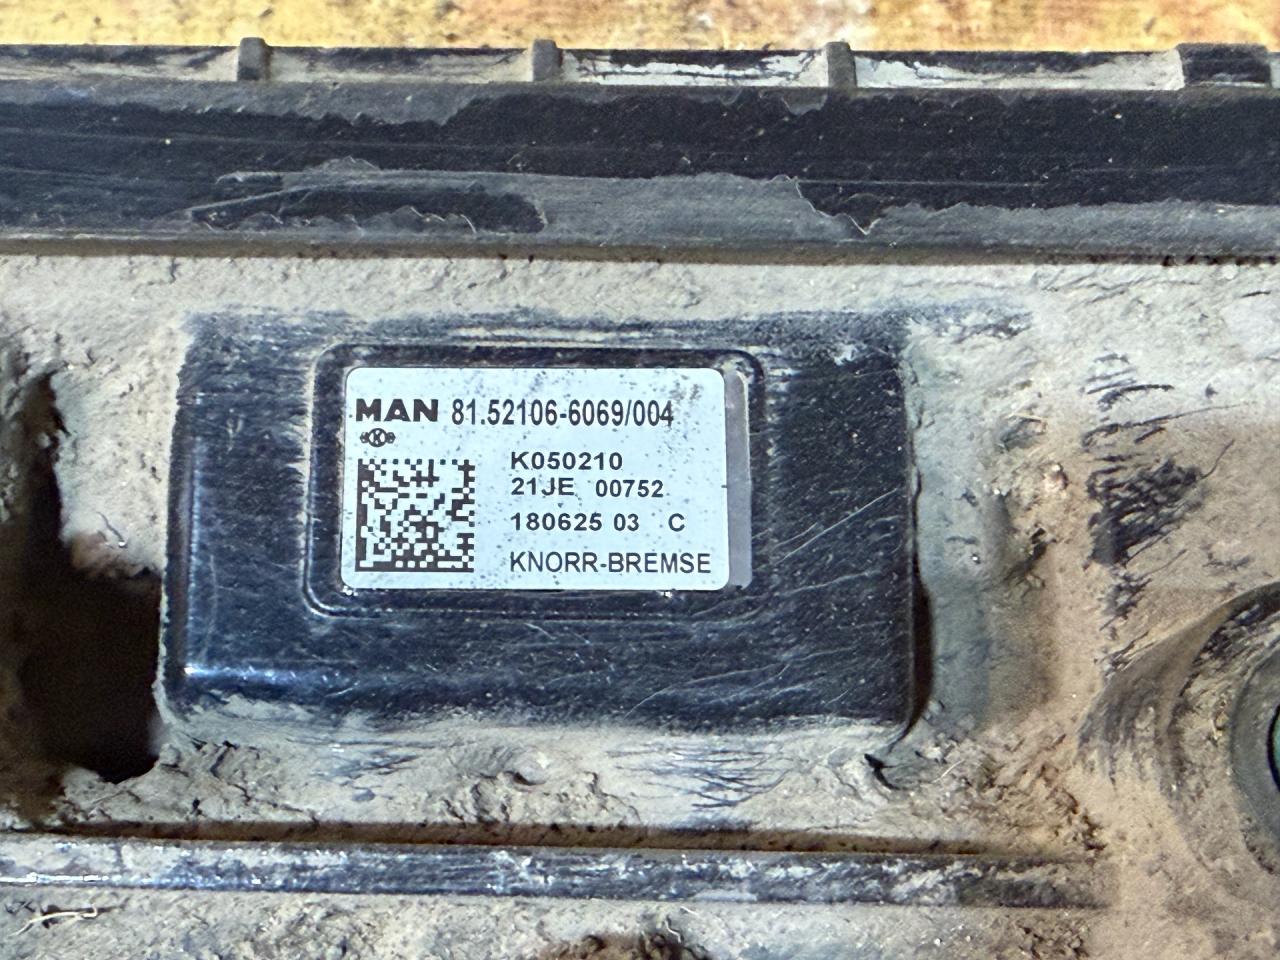 MAN 81.52106-6069/004
K
K050210
21JE 00752
180625 03 C
KNORR-BREMSE